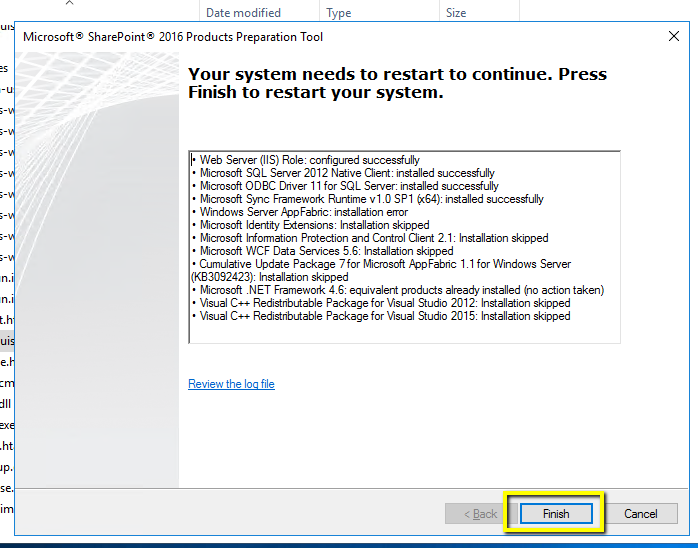 Date modified Type Size
Microsoft® SharePoint® 2016 Products Preparation Tool
Your system needs to restart to continue. Press
Finish to restart your system.
• Web Server (IIS) Role: configured successfully
• Microsoft SQL Server 2012 Native Client: installed successfully
• Microsoft ODBC Driver 11 for SQL Server: installed successfully
• Microsoft Sync Framework Runtime v1.0 SP1 (x64): installed successfully
• Windows Server AppFabric: installation error
• Microsoft Identity Extensions: Installation skipped
• Microsoft Information Protection and Control Client 2.1: Installation skipped
• Microsoft WCF Data Services 5.6: Installation skipped
• Cumulative Update Package 7 for Microsoft AppFabric 1.1 for Windows Server
(KB3092423): Installation skipped
• Microsoft .NET Framework 4.6: equivalent products already installed (no action taken)
• Visual C++ Redistributable Package for Visual Studio 2012: Installation skipped
• Visual C++ Redistributable Package for Visual Studio 2015: Installation skipped
Review the log file
< Back Finish Cancel